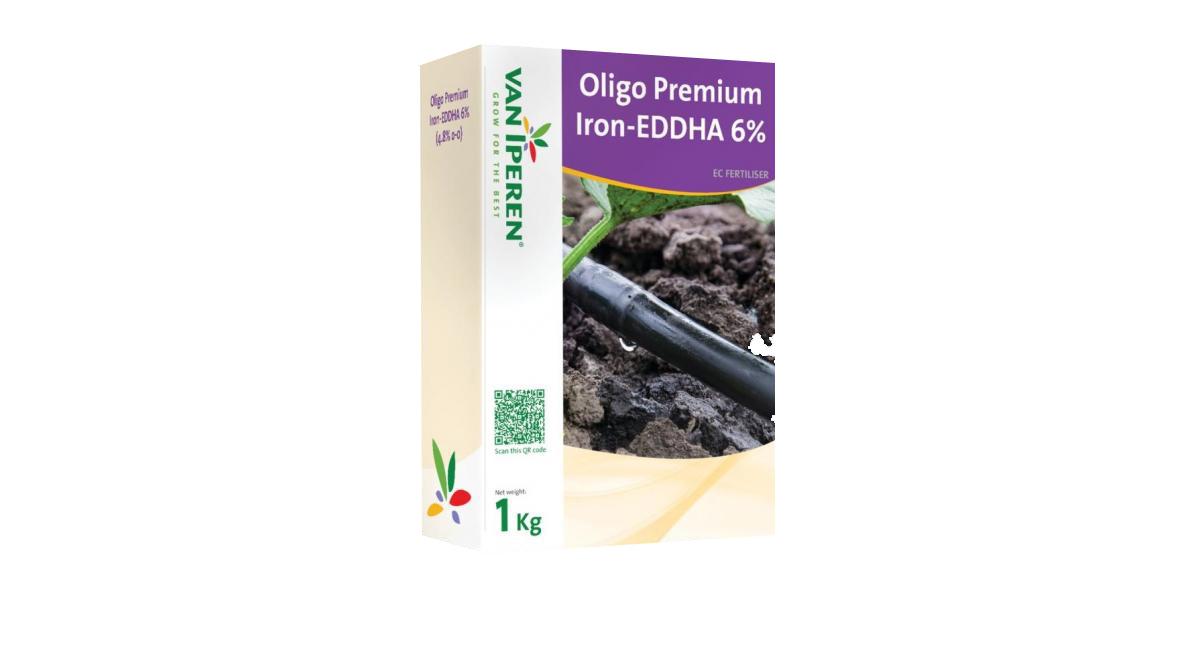 Oligo Premium
Iron-EDDHA 6%
(4.8% o-o)
VAN IPEREN®
GROW FOR THE BEST
Scan this QR code
Net weight:
1 Kg
Oligo Premium
Iron-EDDHA 6%
EC FERTILISER